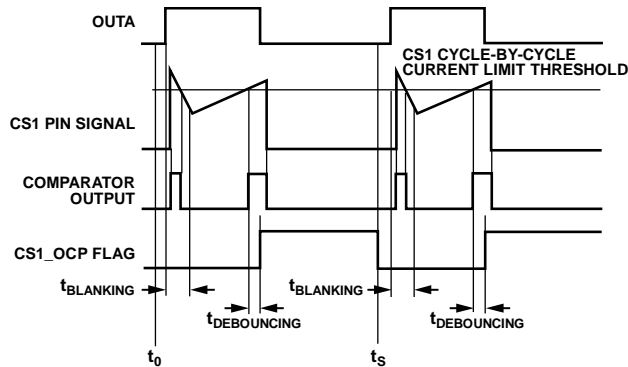 OUTA
CS1 CYCLE-BY-CYCLE
CURRENT LIMIT THRESHOLD
CS1 PIN SIGNAL
COMPARATOR
OUTPUT
CS1_OCP FLAG
tBLANKING
tBLANKING
tDEBOUNCING
tDEBOUNCING
t0
tS